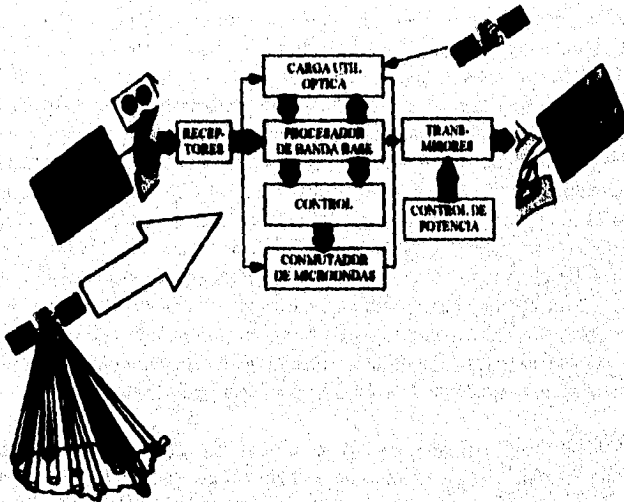 CARGA UTIL
OPTICA
RECEP-
TORES
PROCESADOR
DE BANDA BASE
TRANS-
MISORES
CONTROL
CONTROL DE
POTENCIA
CONMUTADOR
DE MICROONDAS